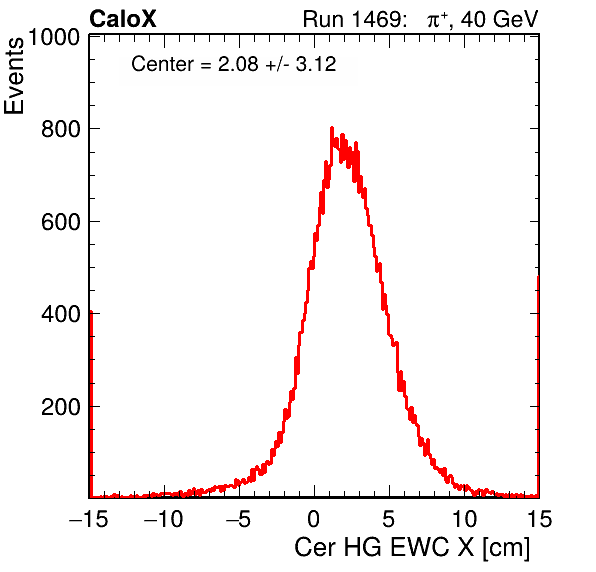 CaloX Run 1469: π⁺, 40 GeV
Center = 2.08 +/- 3.12
Events
1000
800
600
400
200
−15 −10 −5 0 5 10 15
Cer HG EWC X [cm]